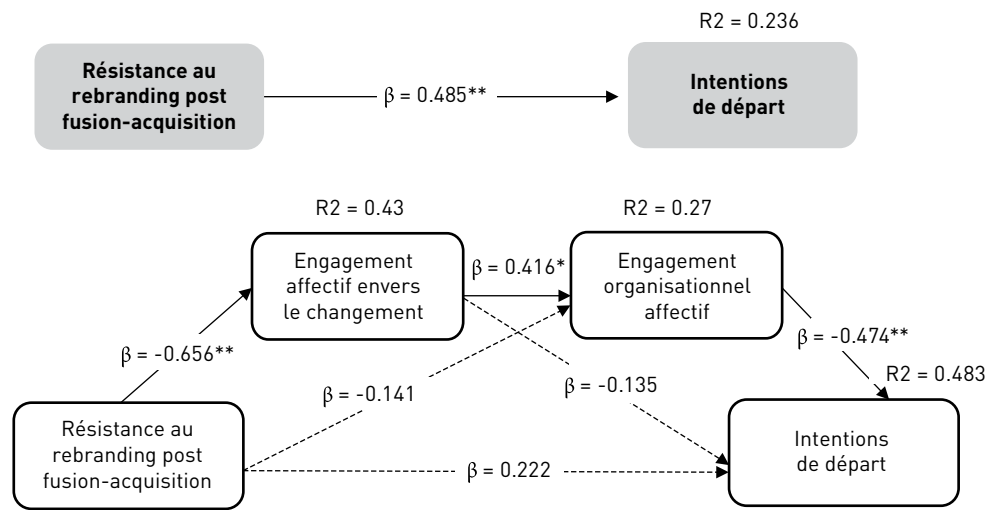 R2 = 0.236
Résistance au
rebranding post
fusion-acquisition
β = 0.485**
Intentions
de départ
R2 = 0.43
R2 = 0.27
Engagement
affectif envers
le changement
β = 0.416*
Engagement
organisationnel
affectif
β = -0.656**
β = -0.474**
β = -0.141
β = -0.135
R2 = 0.483
Résistance au
rebranding post
fusion-acquisition
β = 0.222
Intentions
de départ